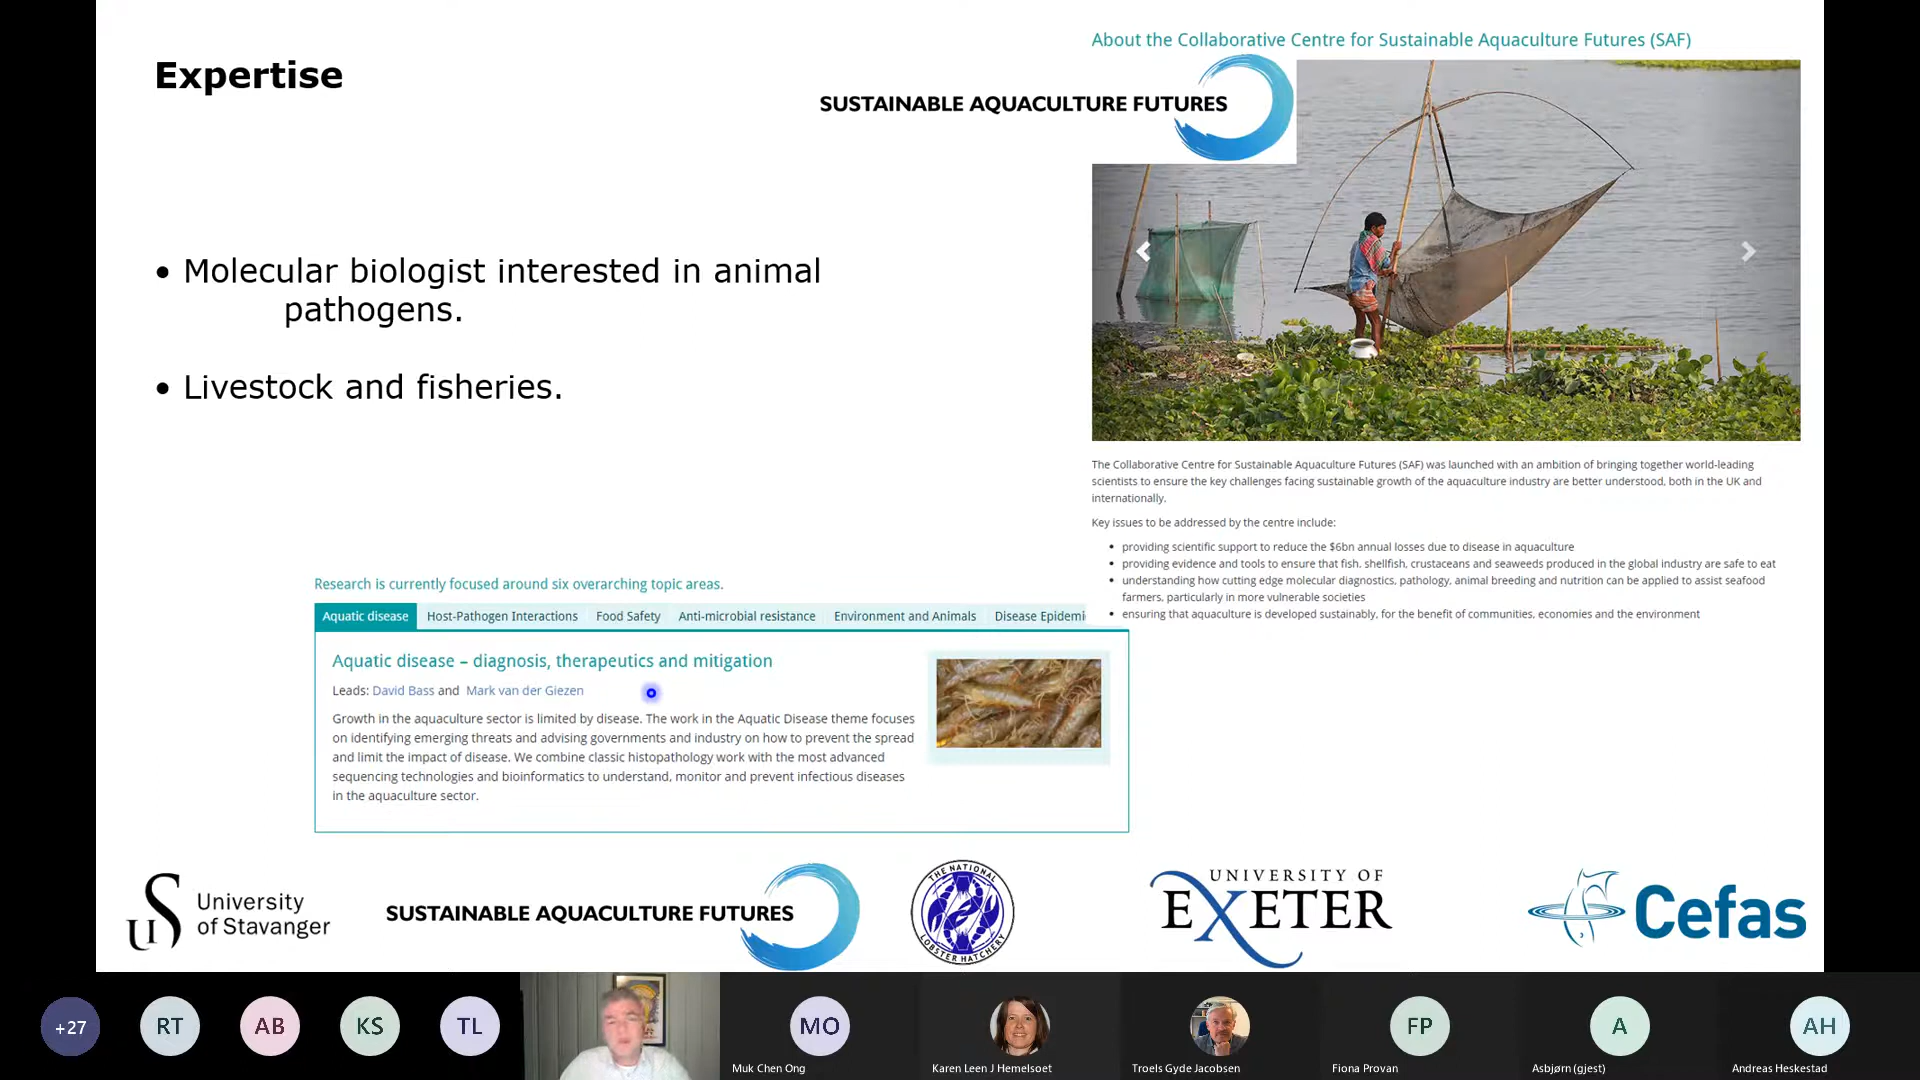 Expertise
• Molecular biologist interested in animal
pathogens.
• Livestock and fisheries.
About the Collaborative Centre for Sustainable Aquaculture Futures (SAF)
SUSTAINABLE AQUACULTURE FUTURES
The Collaborative Centre for Sustainable Aquaculture Futures (SAF) was launched with an ambition of bringing together world-leading
scientists to ensure the key challenges facing sustainable growth of the aquaculture industry are better understood, both in the UK and
internationally.
Key issues to be addressed by the centre include:
• providing scientific support to reduce the $6bn annual losses due to disease in aquaculture
• providing evidence and tools to ensure that fish, shellfish, crustaceans and seaweeds produced in the global industry are safe to eat
• understanding how cutting edge molecular diagnostics, pathology, animal breeding and nutrition can be applied to assist seafood
farmers, particularly in more vulnerable societies
• ensuring that aquaculture is developed sustainably, for the benefit of communities, economies and the environment
Research is currently focused around six overarching topic areas.
Aquatic disease Host-Pathogen Interactions Food Safety Anti-microbial resistance Environment and Animals Disease Epidemi
Aquatic disease – diagnosis, therapeutics and mitigation
Leads: David Bass and Mark van der Giezen
Growth in the aquaculture sector is limited by disease. The work in the Aquatic Disease theme focuses
on identifying emerging threats and advising governments and industry on how to prevent the spread
and limit the impact of disease. We combine classic histopathology work with the most advanced
sequencing technologies and bioinformatics to understand, monitor and prevent infectious diseases
in the aquaculture sector.
uS University
of Stavanger
SUSTAINABLE AQUACULTURE FUTURES
THE NATIONAL
LOBSTER HATCHERY
UNIVERSITY OF
EXETER
Cefas
+27 RT AB KS TL MO FP A AH
Muk Chen Ong Karen Leen J Hemelsoet Troels Gyde Jacobsen Fiona Provan Asbjørn (gjest) Andreas Heskestad